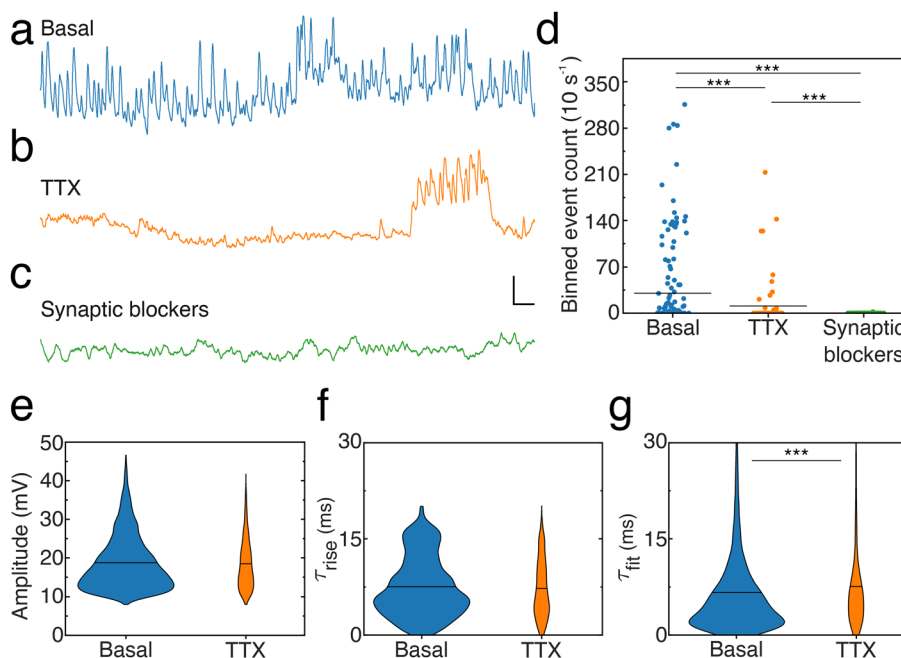 a
Basal
b
TTX
c
Synaptic blockers
d
Binned event count (10 s⁻¹)
350
280
210
140
70
0
***
***
***
Basal
TTX
Synaptic
blockers
e
Amplitude (mV)
50
40
30
20
10
0
Basal
TTX
f
τrise (ms)
30
15
0
Basal
TTX
g
τfit (ms)
30
15
0
***
Basal
TTX